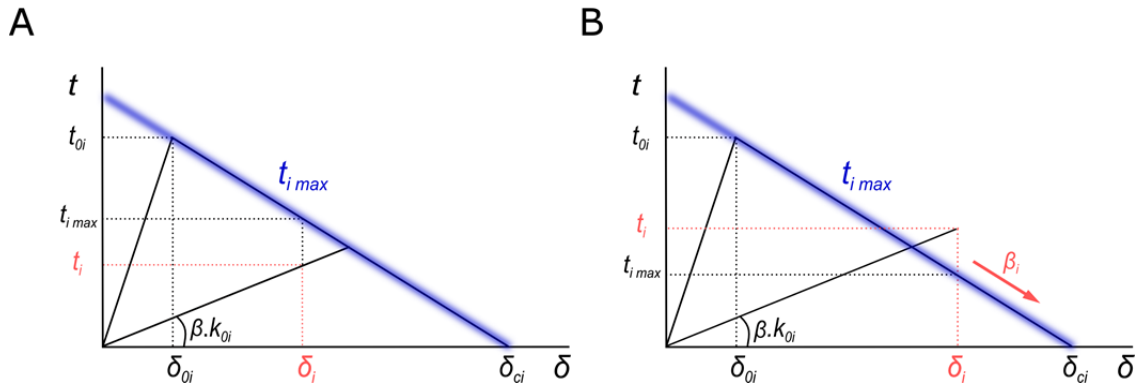 A
t
t0i
ti max
ti max
ti
β.k0i
δ0i
δi
δci
δ
B
t
t0i
ti max
ti
ti max
βi
β.k0i
δ0i
δi
δci
δ